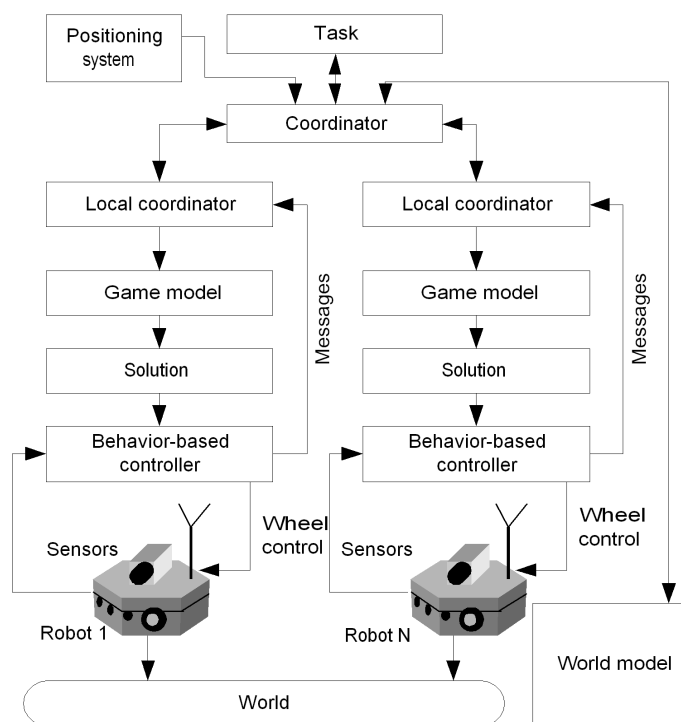 Positioning
system
Task
Coordinator
Local coordinator
Game model
Solution
Behavior-based
controller
Messages
Wheel
control
Sensors
Robot 1
Local coordinator
Game model
Solution
Behavior-based
controller
Messages
Wheel
control
Sensors
Robot N
World
World model